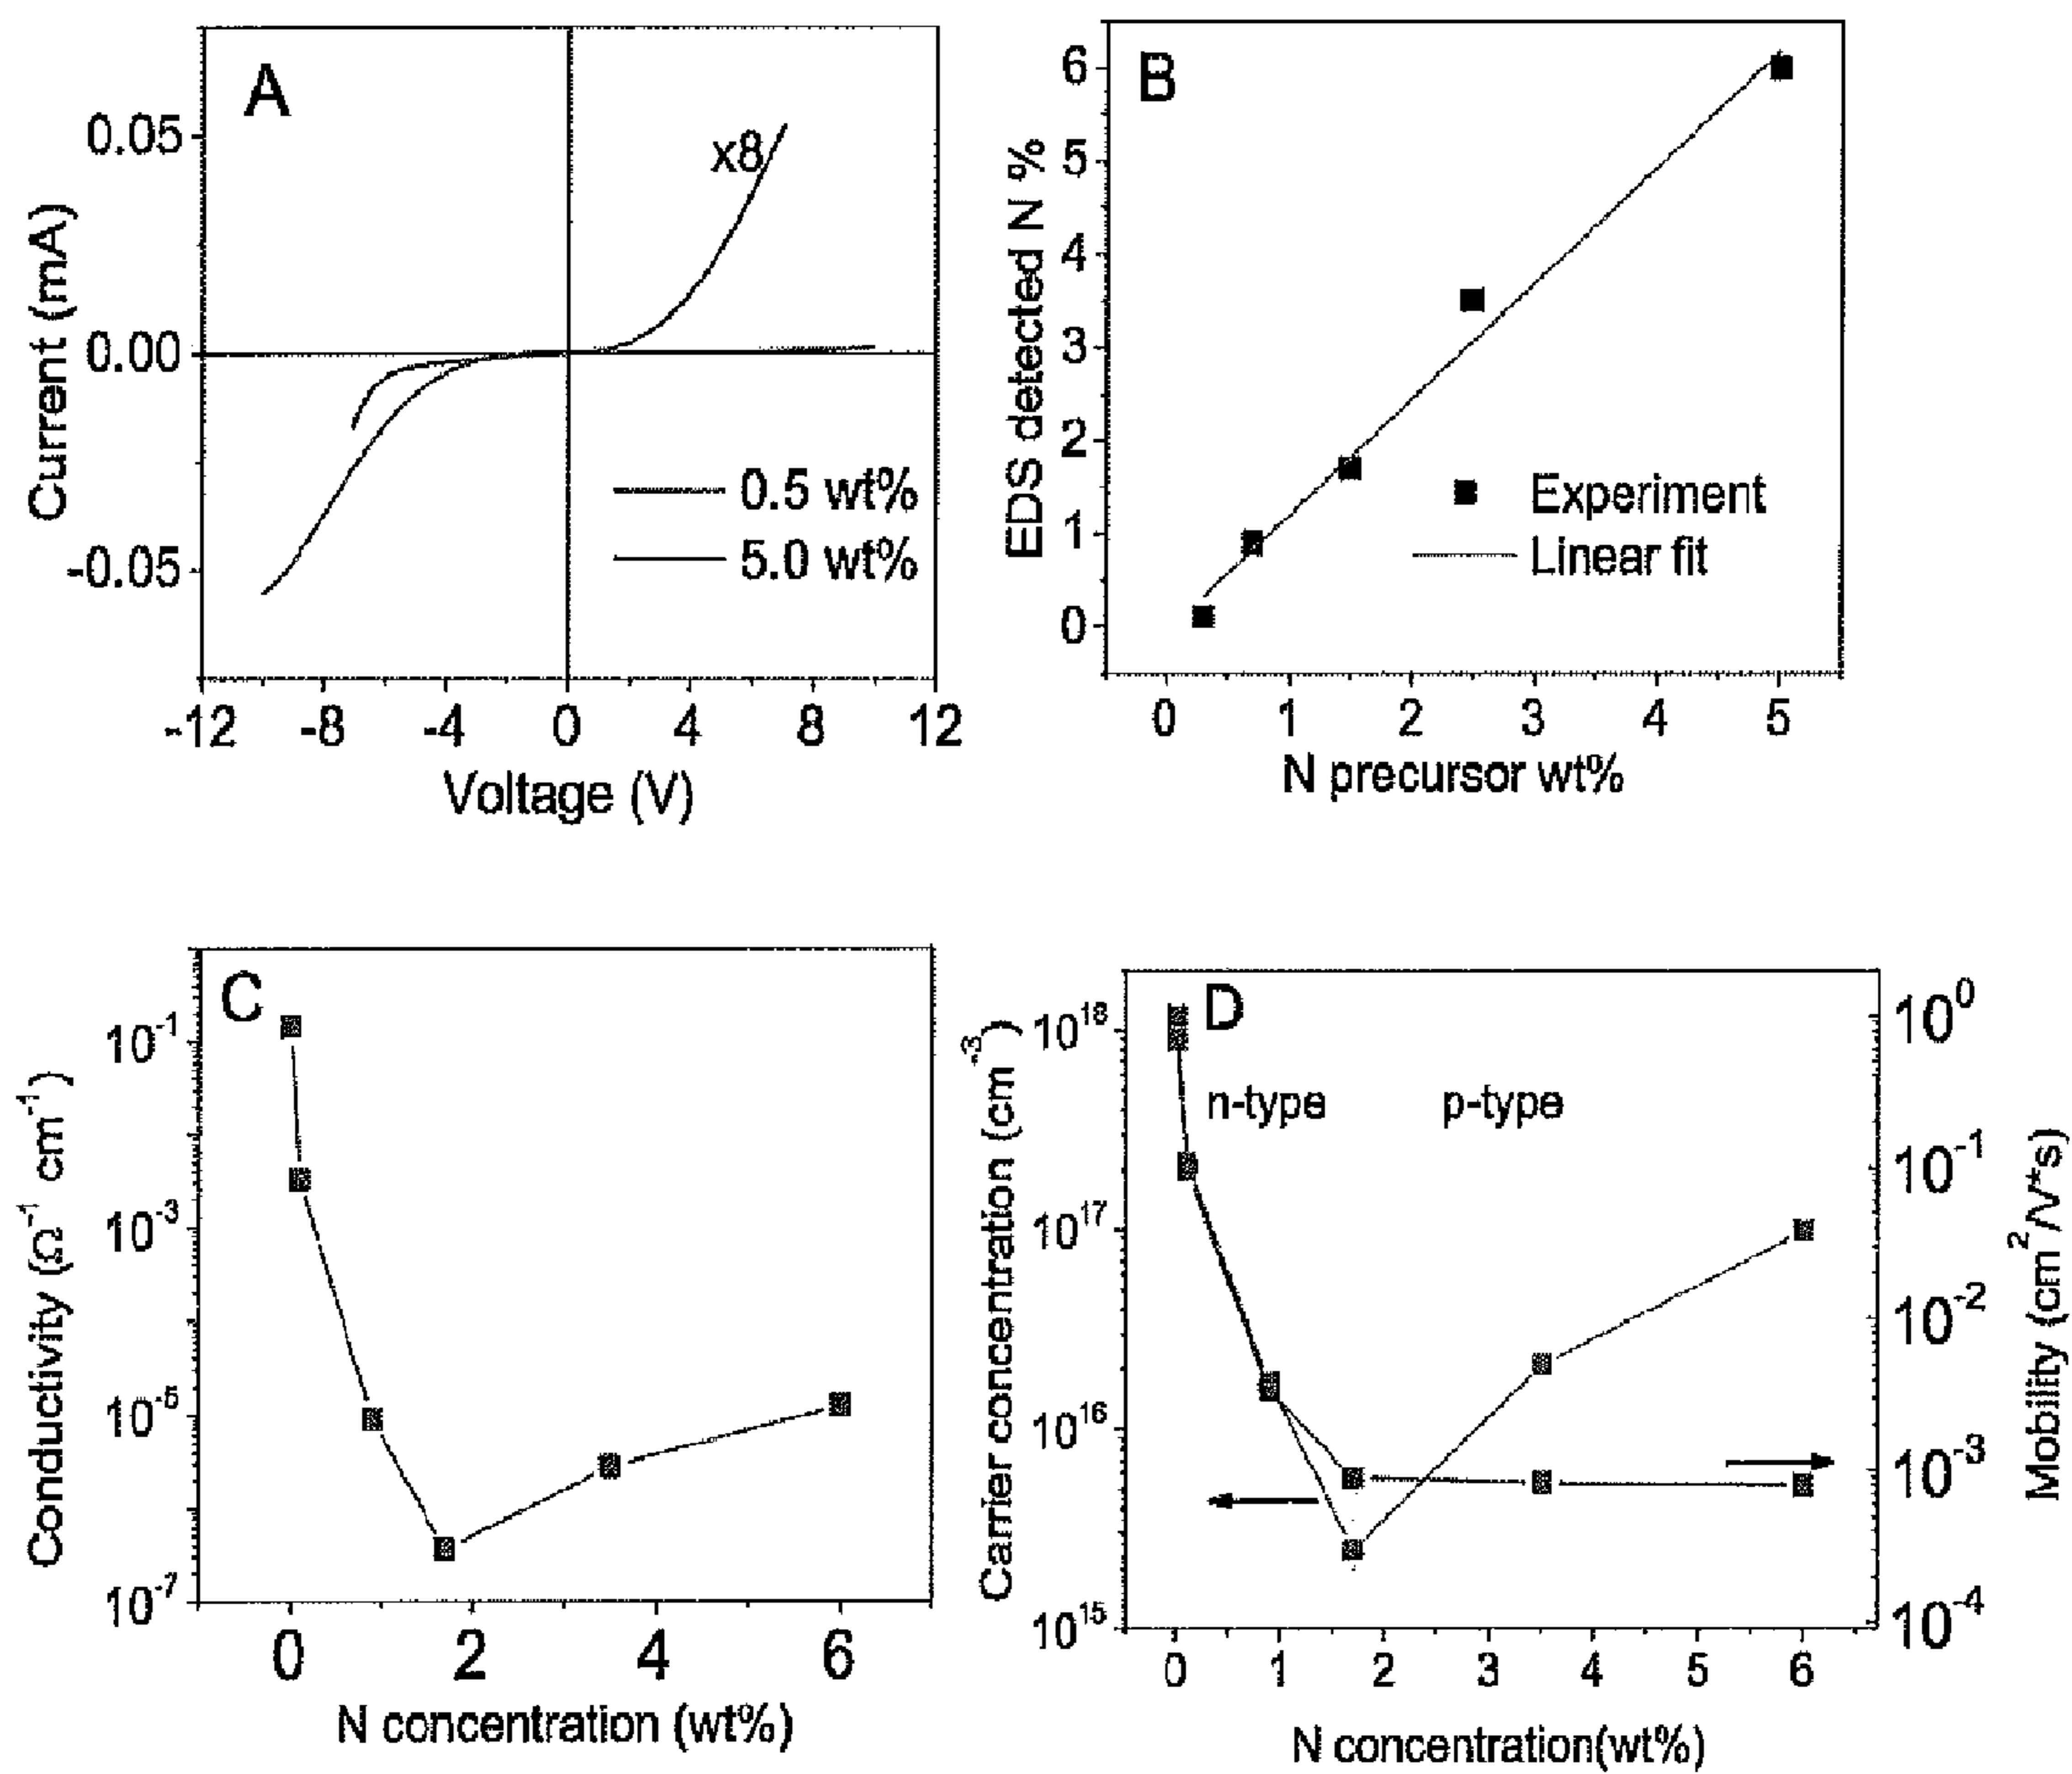 A
x8
0.05
0.00
-0.05
Current (mA)
0.5 wt%
5.0 wt%
-12 -8 -4 0 4 8 12
Voltage (V)
B
6
5
4
3
2
1
0
EDS detected N %
Experiment
Linear fit
0 1 2 3 4 5
N precursor wt%
C
10⁻¹
10⁻³
10⁻⁵
10⁻⁷
Conductivity (Ω⁻¹ cm⁻¹)
0 2 4 6
N concentration (wt%)
D
10¹⁸
10¹⁷
10¹⁶
10¹⁵
Carrier concentration (cm⁻³)
n-type p-type
10⁰
10⁻¹
10⁻²
10⁻³
10⁻⁴
Mobility (cm²/V*s)
0 1 2 3 4 5 6
N concentration(wt%)